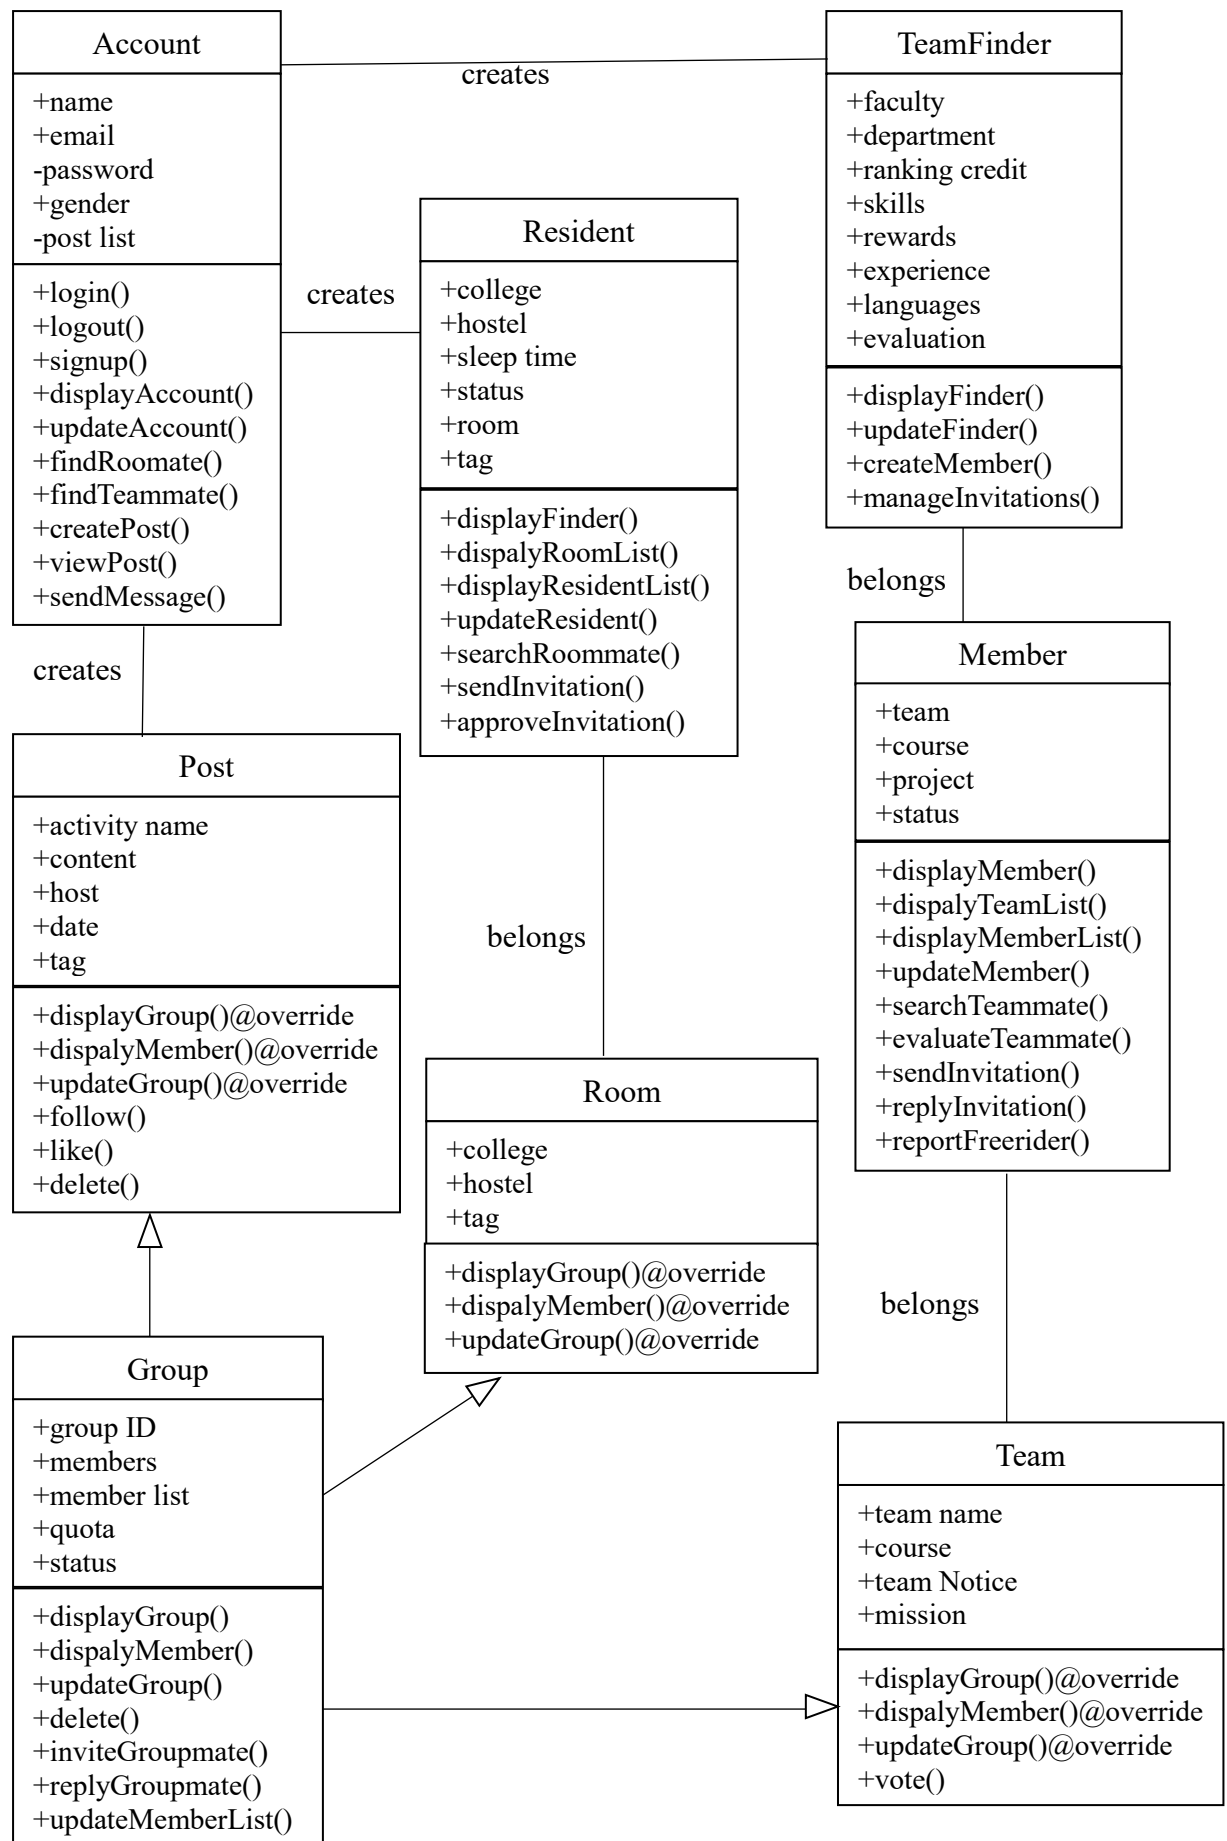 Account
+name
+email
-password
+gender
-post list
+login()
+logout()
+signup()
+displayAccount()
+updateAccount()
+findRoomate()
+findTeammate()
+createPost()
+viewPost()
+sendMessage()
creates
TeamFinder
+faculty
+department
+ranking credit
+skills
+rewards
+experience
+languages
+evaluation
+displayFinder()
+updateFinder()
+createMember()
+manageInvitations()
creates
Resident
+college
+hostel
+sleep time
+status
+room
+tag
+displayFinder()
+dispalyRoomList()
+displayResidentList()
+updateResident()
+searchRoommate()
+sendInvitation()
+approveInvitation()
belongs
Member
+team
+course
+project
+status
+displayMember()
+dispalyTeamList()
+displayMemberList()
+updateMember()
+searchTeammate()
+evaluateTeammate()
+sendInvitation()
+replyInvitation()
+reportFreerider()
creates
Post
+activity name
+content
+host
+date
+tag
+displayGroup()@override
+dispalyMember()@override
+updateGroup()@override
+follow()
+like()
+delete()
belongs
Room
+college
+hostel
+tag
+displayGroup()@override
+dispalyMember()@override
+updateGroup()@override
belongs
Group
+group ID
+members
+member list
+quota
+status
+displayGroup()
+dispalyMember()
+updateGroup()
+delete()
+inviteGroupmate()
+replyGroupmate()
+updateMemberList()
Team
+team name
+course
+team Notice
+mission
+displayGroup()@override
+dispalyMember()@override
+updateGroup()@override
+vote()